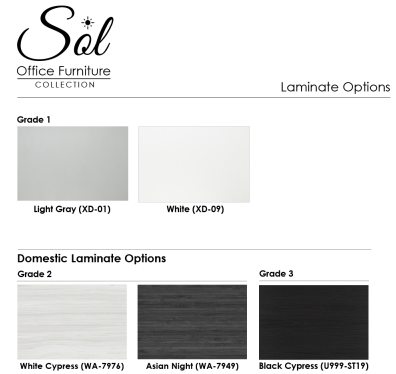 Sol
Office Furniture
COLLECTION
Laminate Options
Grade 1
Light Gray (XD-01)
White (XD-09)
Domestic Laminate Options
Grade 2
Grade 3
White Cypress (WA-7976)
Asian Night (WA-7949)
Black Cypress (U999-ST19)